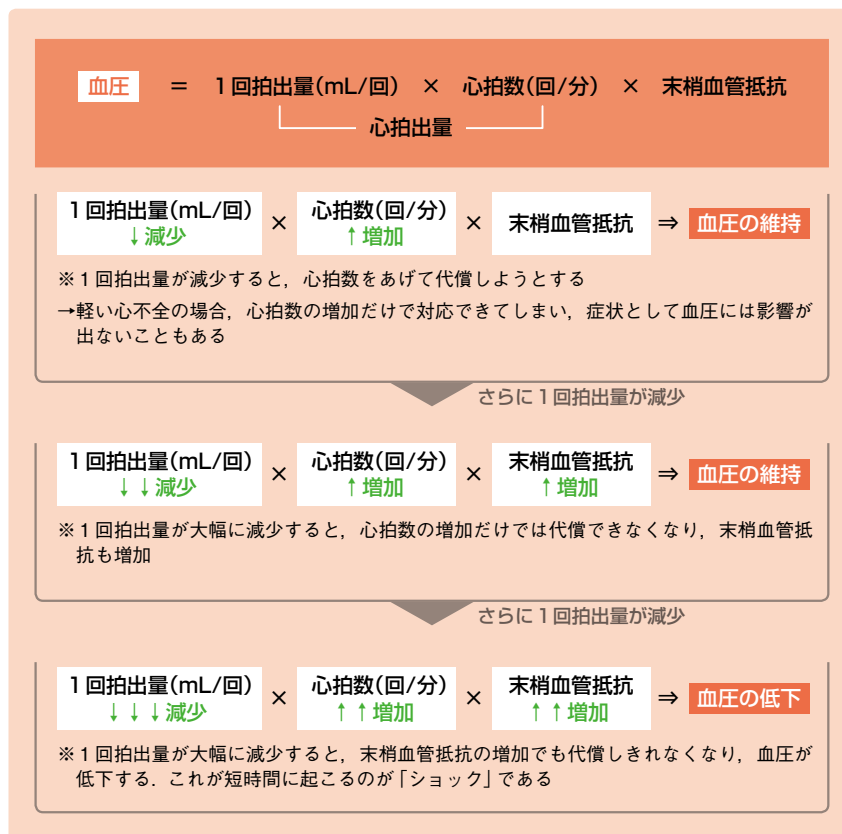 血圧 = 1回拍出量(mL/回) × 心拍数(回/分) × 末梢血管抵抗
心拍出量
1回拍出量(mL/回) × 心拍数(回/分) × 末梢血管抵抗 ⇒ 血圧の維持
↓減少 ↑増加
※1回拍出量が減少すると，心拍数をあげて代償しようとする
→軽い心不全の場合，心拍数の増加だけで対応できてしまい，症状として血圧には影響が
出ないこともある
さらに1回拍出量が減少
1回拍出量(mL/回) × 心拍数(回/分) × 末梢血管抵抗 ⇒ 血圧の維持
↓↓減少 ↑増加 ↑増加
※1回拍出量が大幅に減少すると，心拍数の増加だけでは代償できなくなり，末梢血管抵
抗も増加
さらに1回拍出量が減少
1回拍出量(mL/回) × 心拍数(回/分) × 末梢血管抵抗 ⇒ 血圧の低下
↓↓↓減少 ↑↑増加 ↑↑増加
※1回拍出量が大幅に減少すると，末梢血管抵抗の増加でも代償しきれなくなり，血圧が
低下する．これが短時間に起こるのが「ショック」である